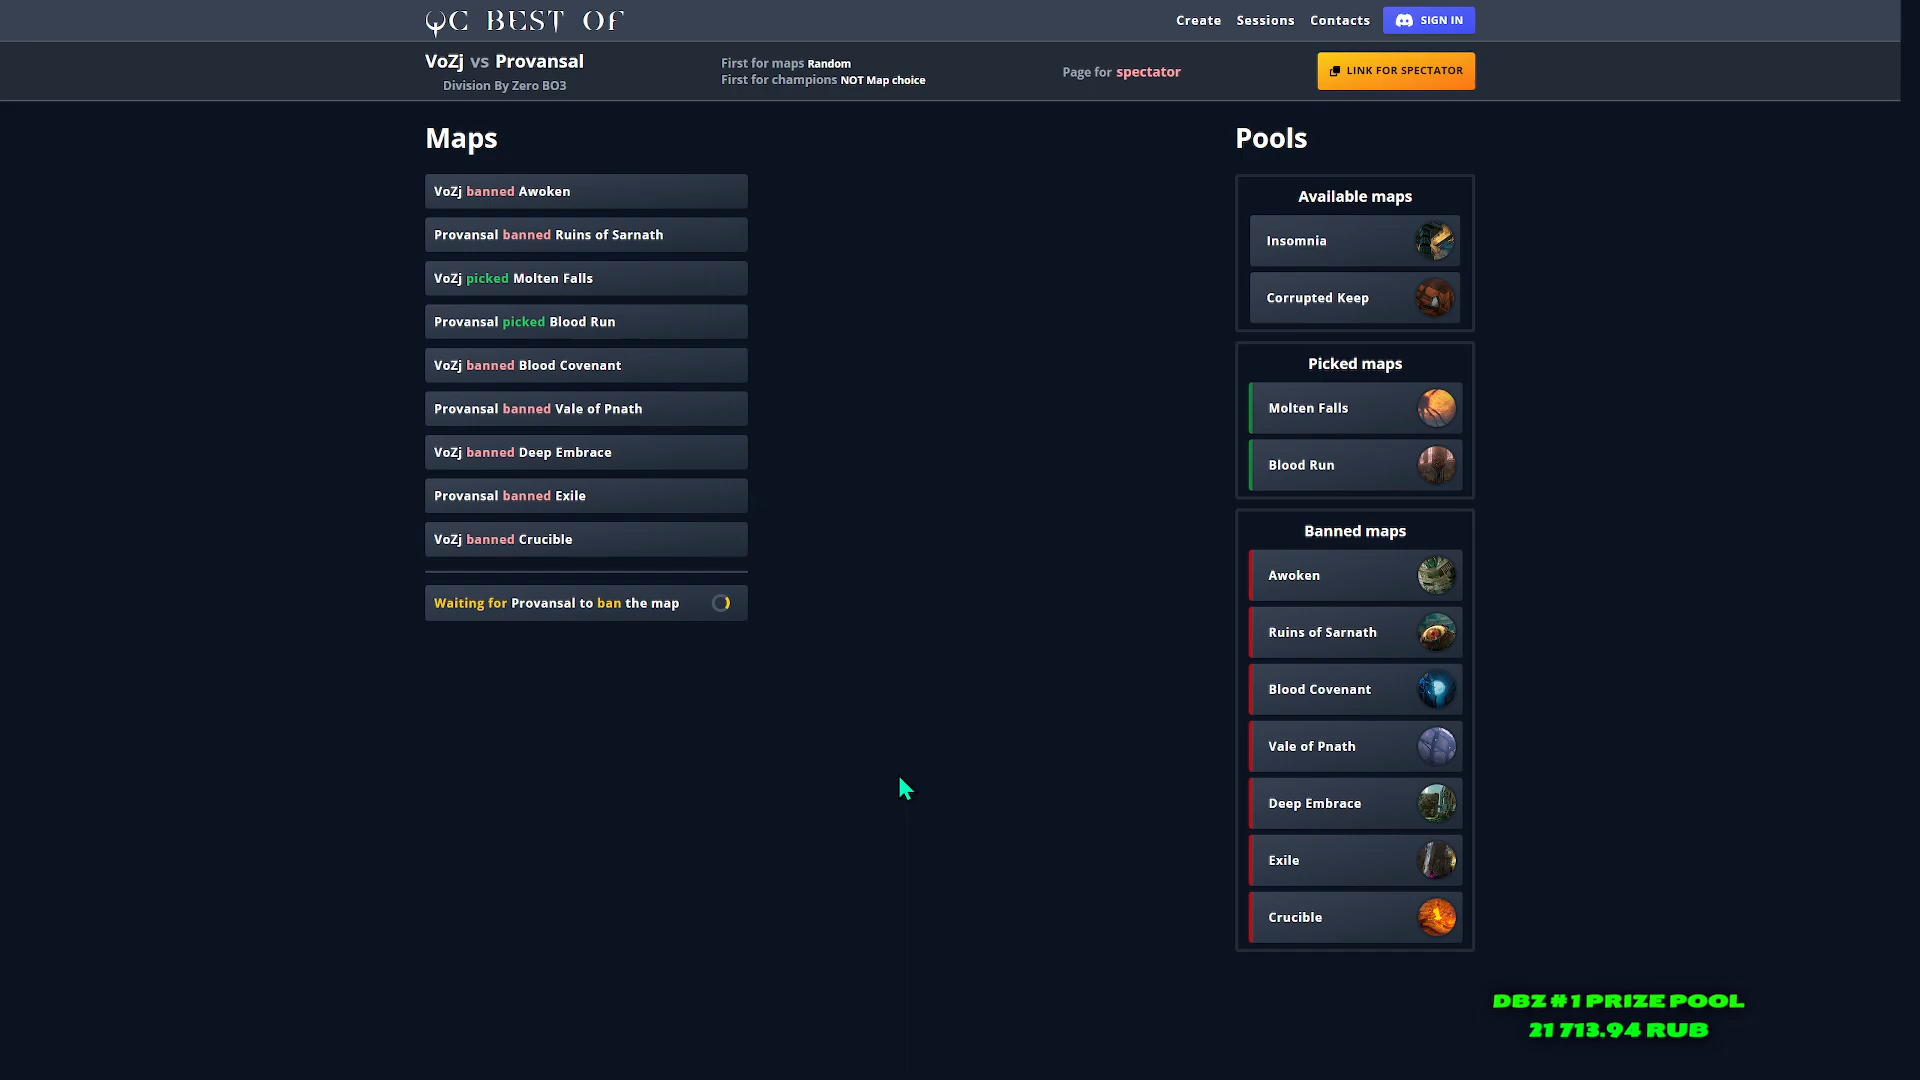 QC BEST OF
Create Sessions Contacts SIGN IN
VoZj vs Provansal
Division By Zero BO3
First for maps Random
First for champions NOT Map choice
Page for spectator
LINK FOR SPECTATOR
Maps
VoZj banned Awoken
Provansal banned Ruins of Sarnath
VoZj picked Molten Falls
Provansal picked Blood Run
VoZj banned Blood Covenant
Provansal banned Vale of Pnath
VoZj banned Deep Embrace
Provansal banned Exile
VoZj banned Crucible
Waiting for Provansal to ban the map
Pools
Available maps
Insomnia
Corrupted Keep
Picked maps
Molten Falls
Blood Run
Banned maps
Awoken
Ruins of Sarnath
Blood Covenant
Vale of Pnath
Deep Embrace
Exile
Crucible
DBZ #1 PRIZE POOL
21 713.94 RUB